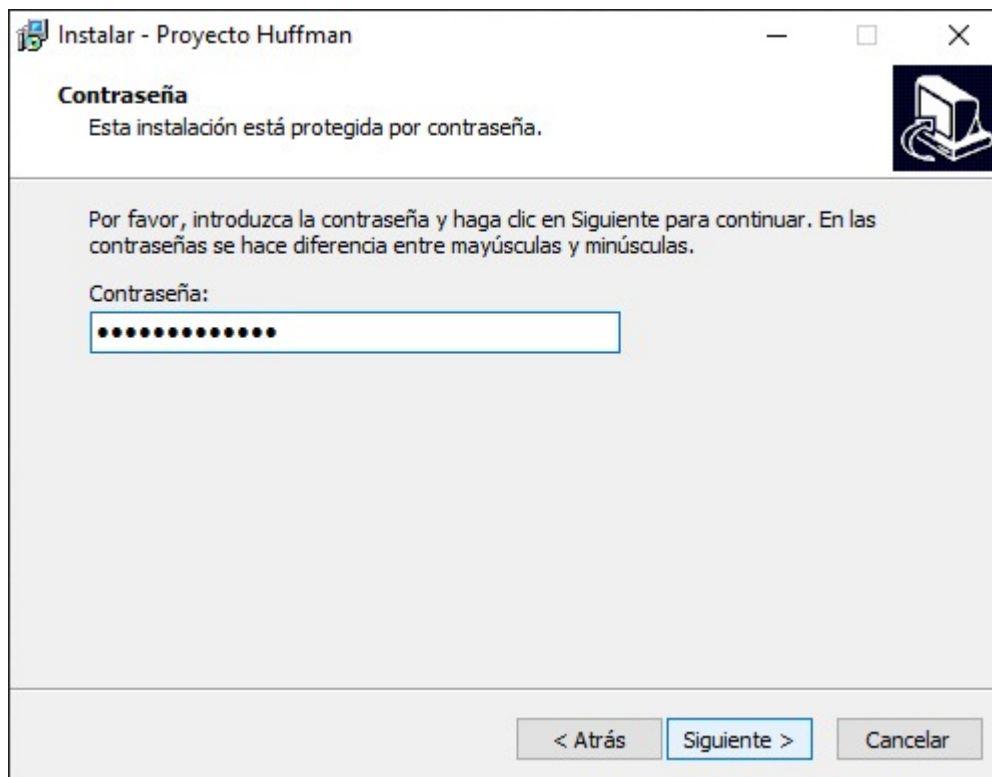 Instalar - Proyecto Huffman
Contraseña
Esta instalación está protegida por contraseña.
Por favor, introduzca la contraseña y haga clic en Siguiente para continuar. En las
contraseñas se hace diferencia entre mayúsculas y minúsculas.
Contraseña:
•••••••••••••
< Atrás
Siguiente >
Cancelar